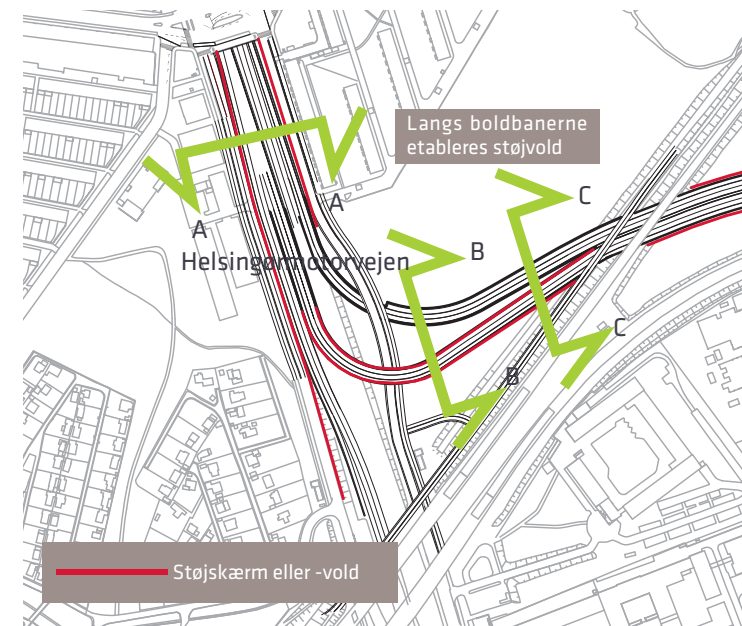 Langs boldbanerne
etableres støjvold
C
A
A
B
Helsingørmotorvejen
C
B
Støjskærm eller -vold